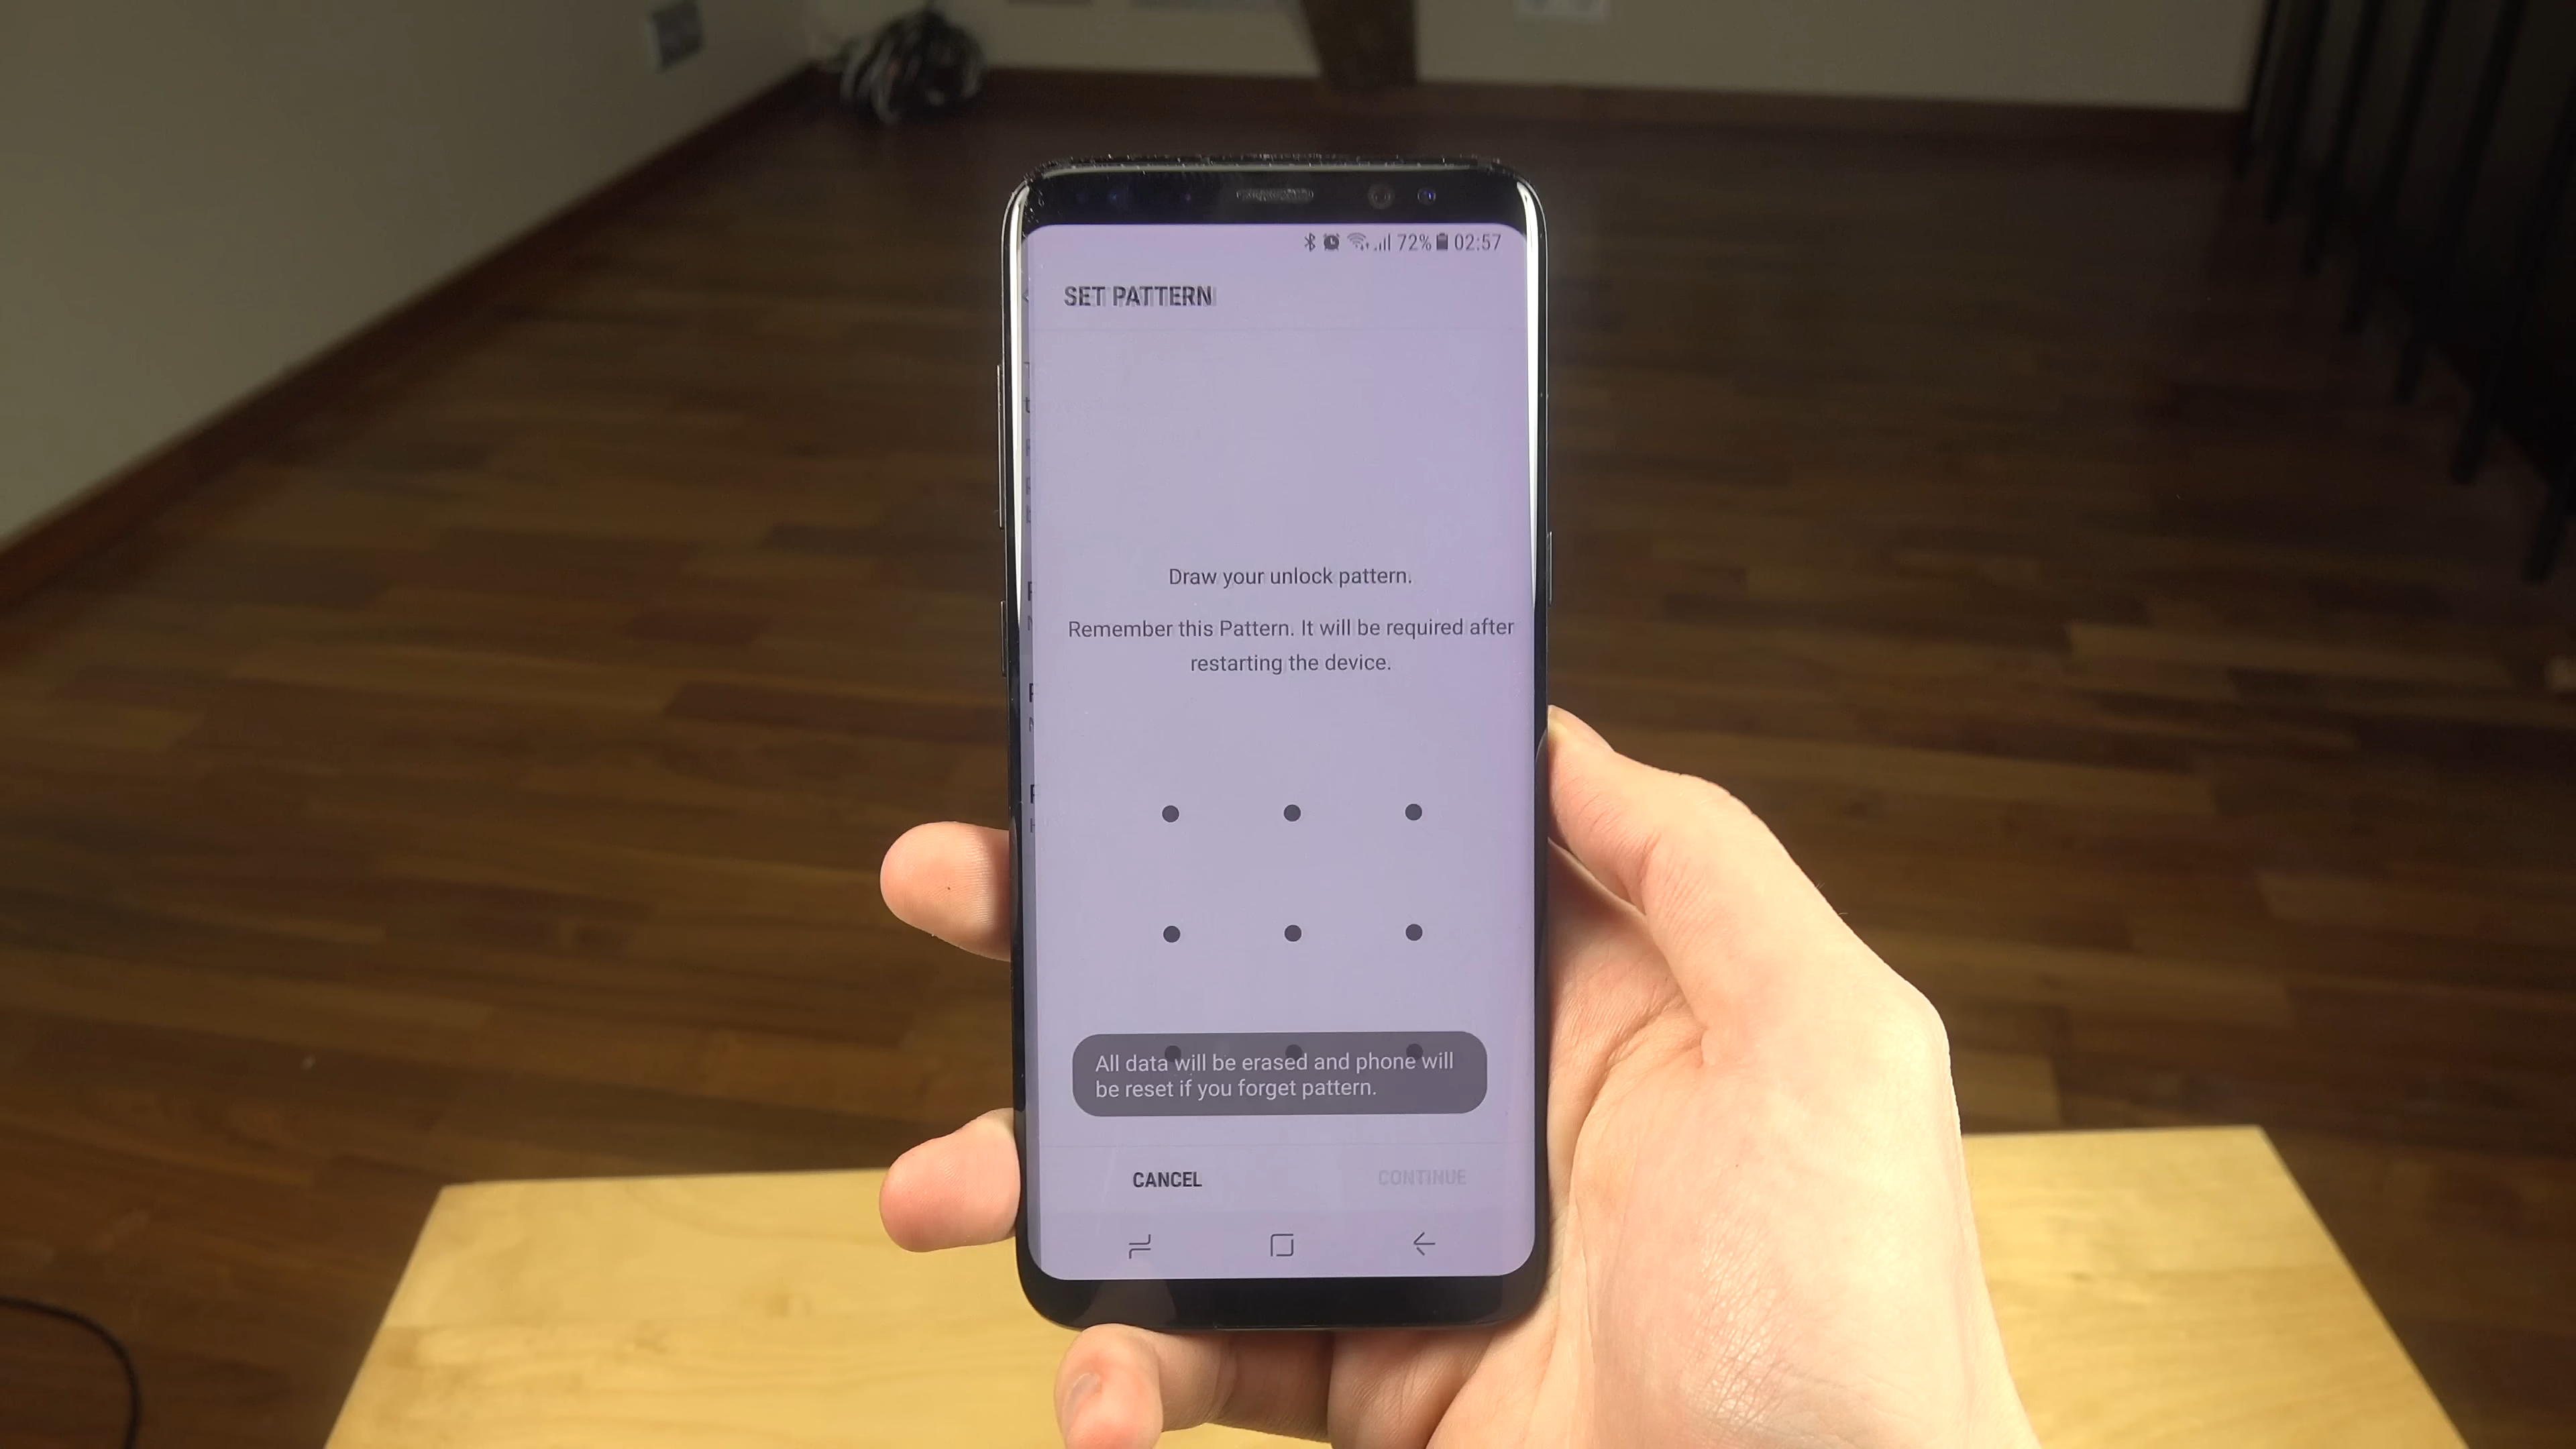 72% 02:57
SET PATTERN
Draw your unlock pattern.
Remember this Pattern. It will be required after
restarting the device.
All data will be erased and phone will
be reset if you forget pattern.
CANCEL CONTINUE